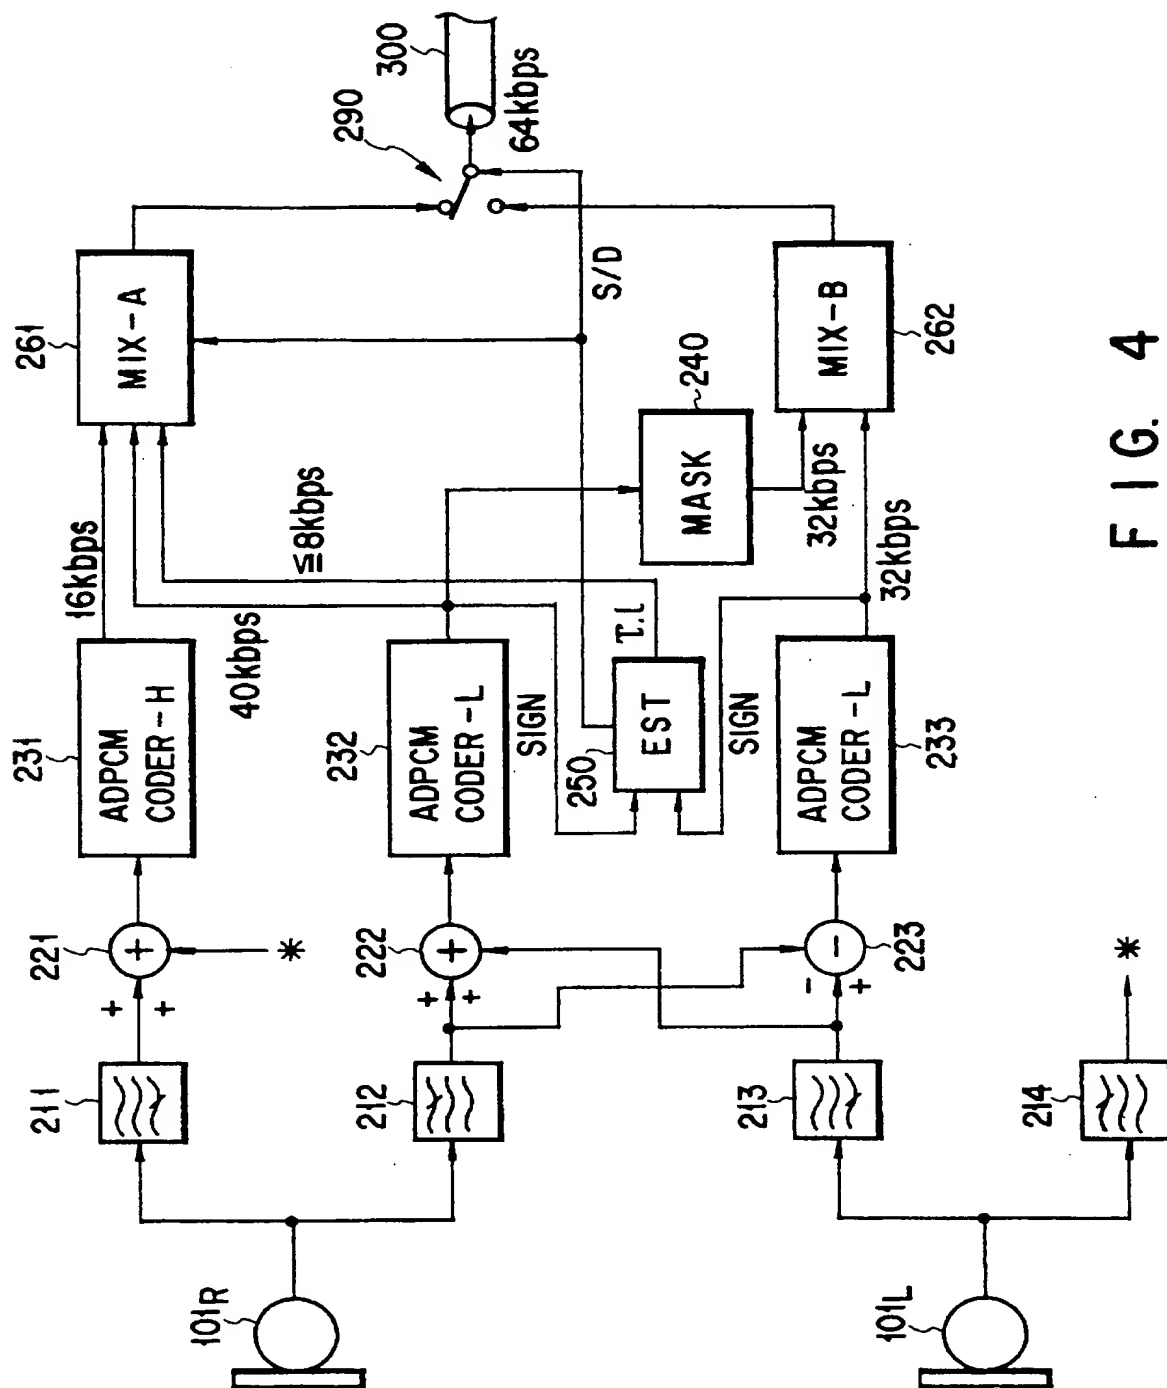 101R
101L
211
212
213
214
221
+
+
+
*
222
+
+
+
223
-
-
+
*
231
ADPCM
CODER-H
232
ADPCM
CODER-L
233
ADPCM
CODER-L
16kbps
40kbps
≦8kbps
SIGN
250
EST
τ.l
SIGN
32kbps
MASK
240
32kbps
261
MIX-A
MIX-B
262
S/D
290
300
64kbps
FIG. 4